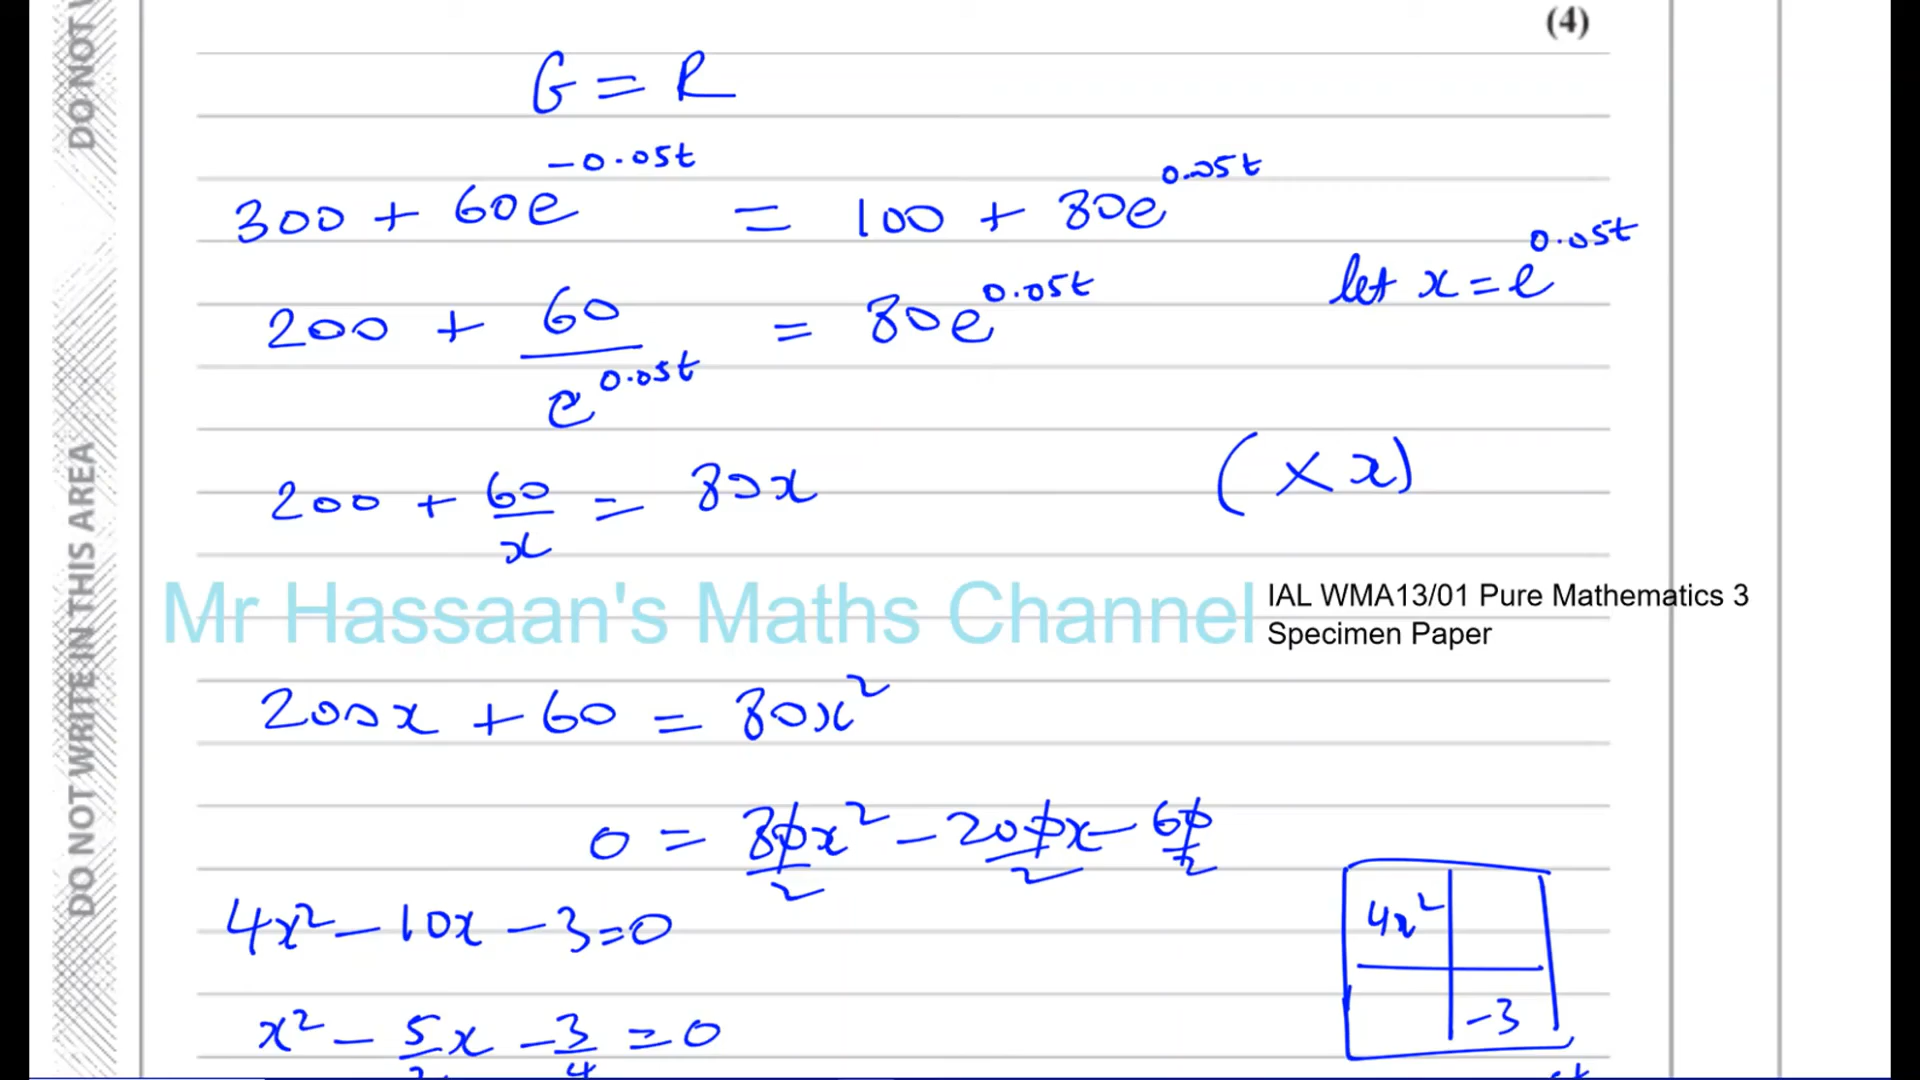 (4)
DO NOT W
G = R
300 + 60e^{-0.05t} = 100 + 80e^{0.05t}
let x = e^{0.05t}
200 + 60/e^{0.05t} = 80e^{0.05t}
200 + 60/x = 80x (× x)
DO NOT WRITE IN THIS AREA
Mr Hassaan's Maths Channel
IAL WMA13/01 Pure Mathematics 3
Specimen Paper
200x + 60 = 80x²
0 = 80x²/2 - 200x/2 - 60/2
4x² - 10x - 3 = 0
4x²
-3
x² - 5/2x - 3/4 = 0